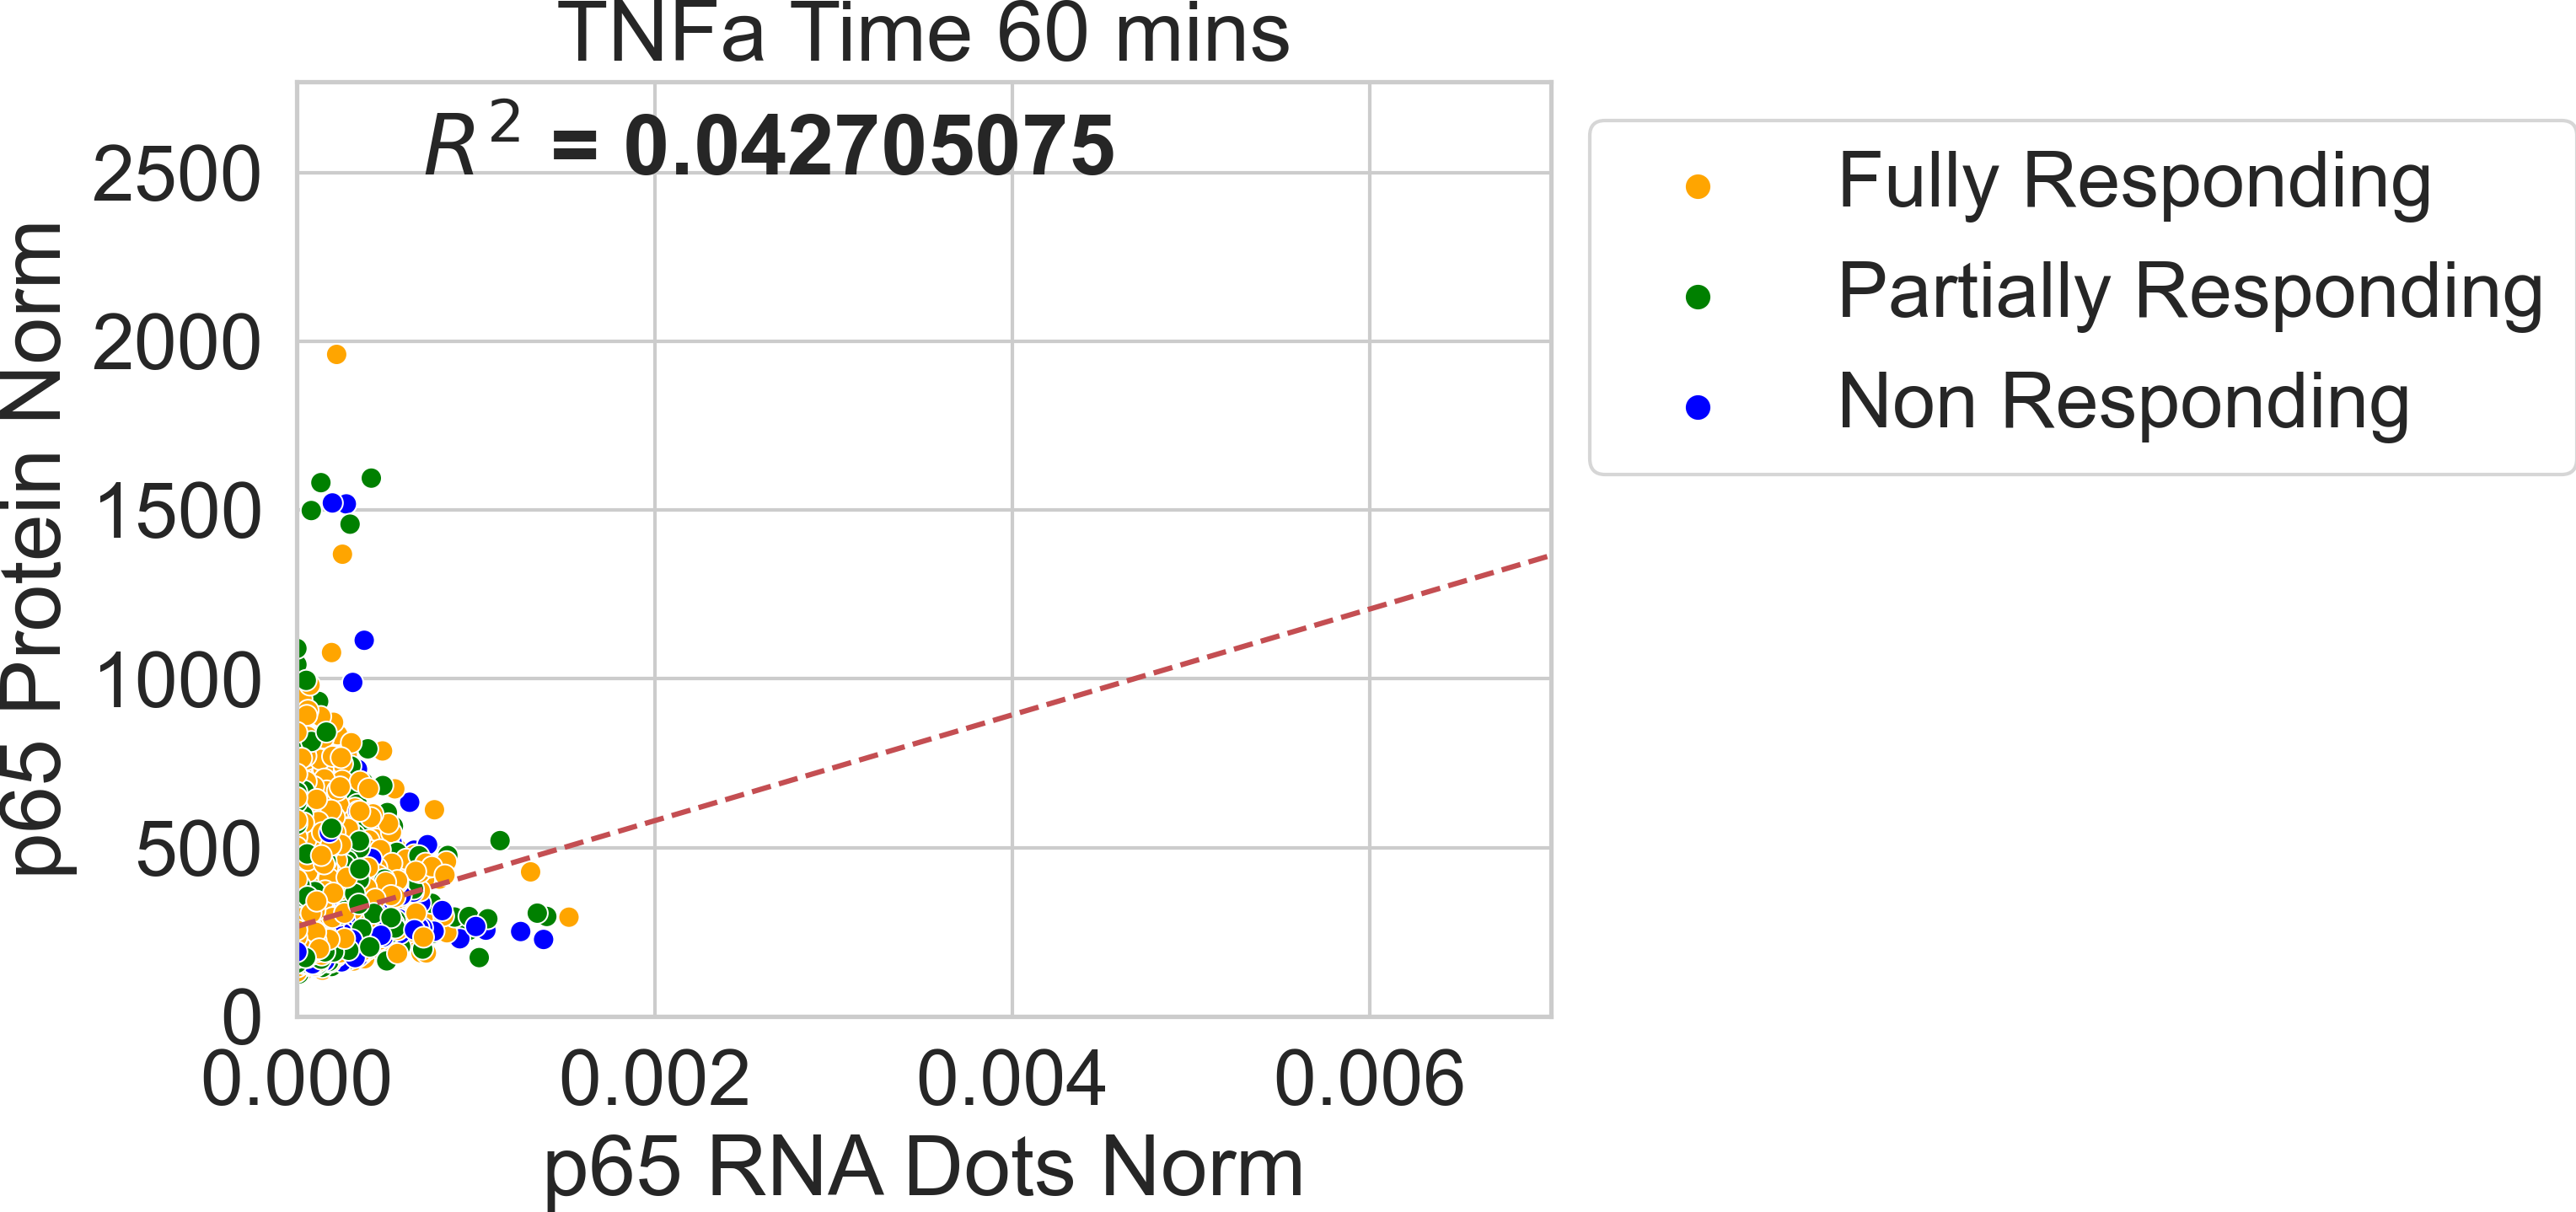 TNFa Time 60 mins
R² = 0.042705075
p65 Protein Norm
2500
2000
1500
1000
500
0
0.000 0.002 0.004 0.006
p65 RNA Dots Norm
Fully Responding
Partially Responding
Non Responding